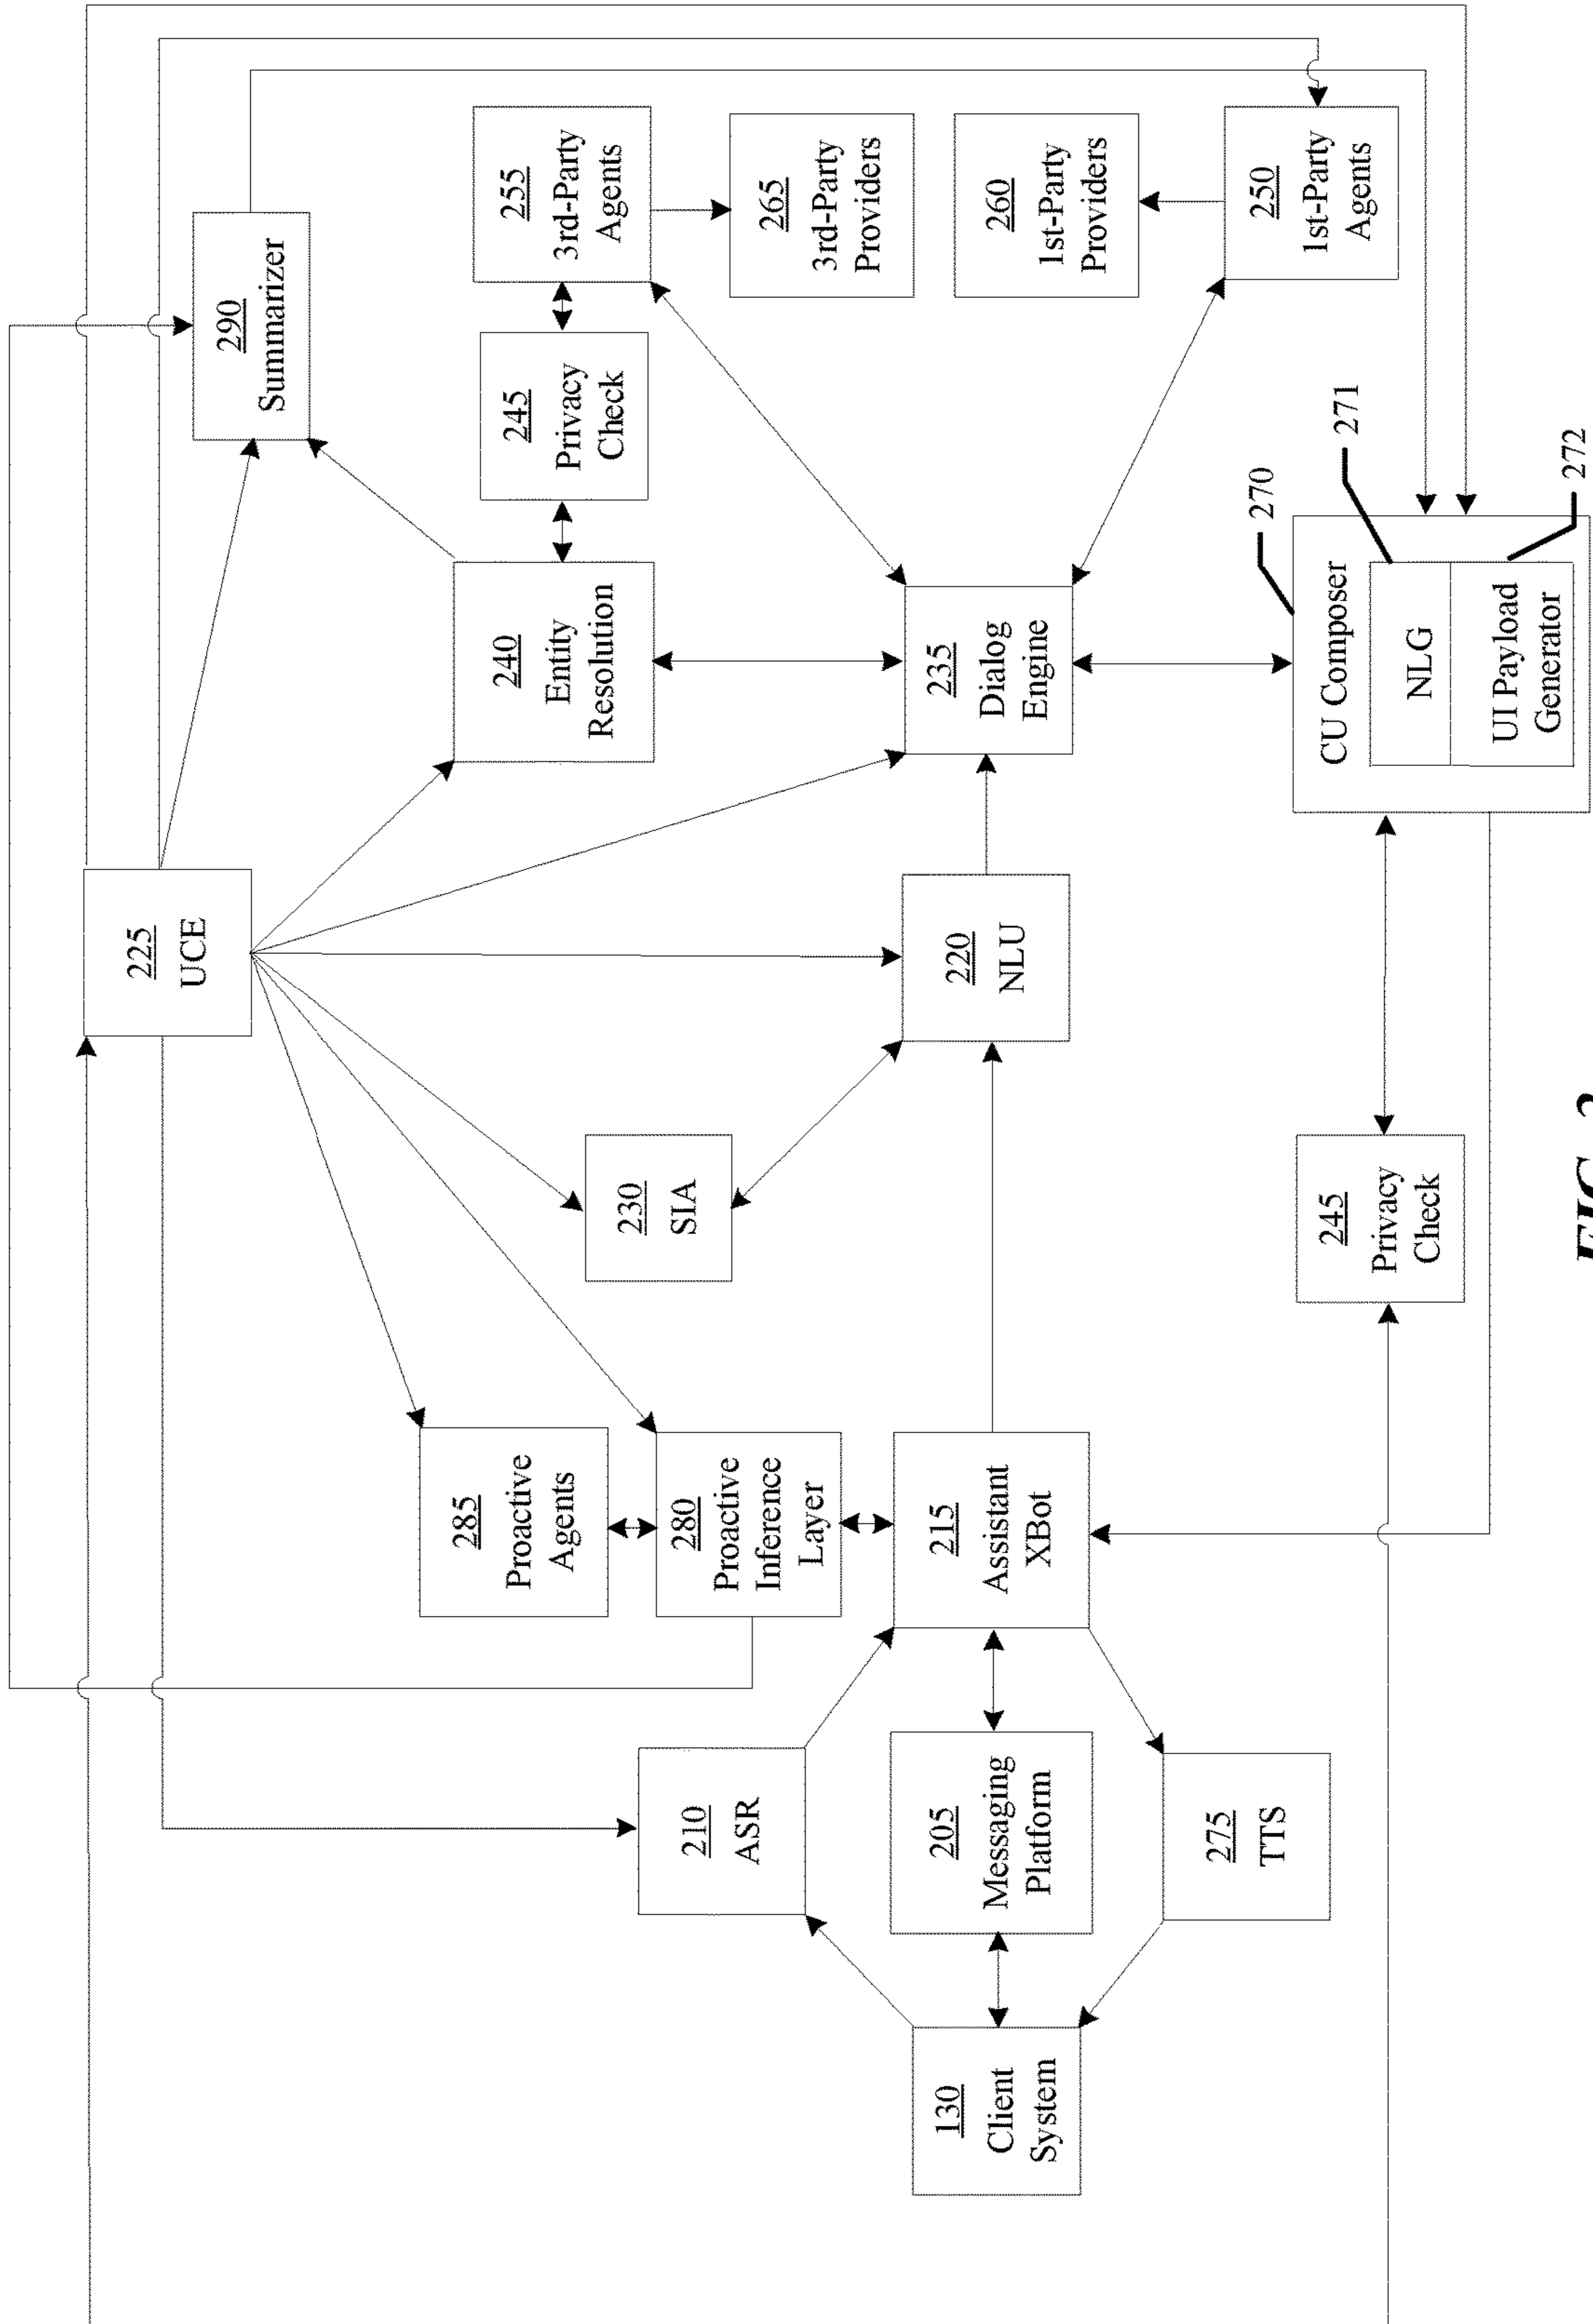 225
UCE
290
Summarizer
285
Proactive
Agents
240
Entity
Resolution
245
Privacy
Check
255
3rd-Party
Agents
230
SIA
210
ASR
280
Proactive
Inference
Layer
265
3rd-Party
Providers
130
Client
System
205
Messaging
Platform
215
Assistant
XBot
220
NLU
235
Dialog
Engine
260
1st-Party
Providers
275
TTS
250
1st-Party
Agents
245
Privacy
Check
270
CU Composer
271
NLG
272
UI Payload
Generator
FIG. 2